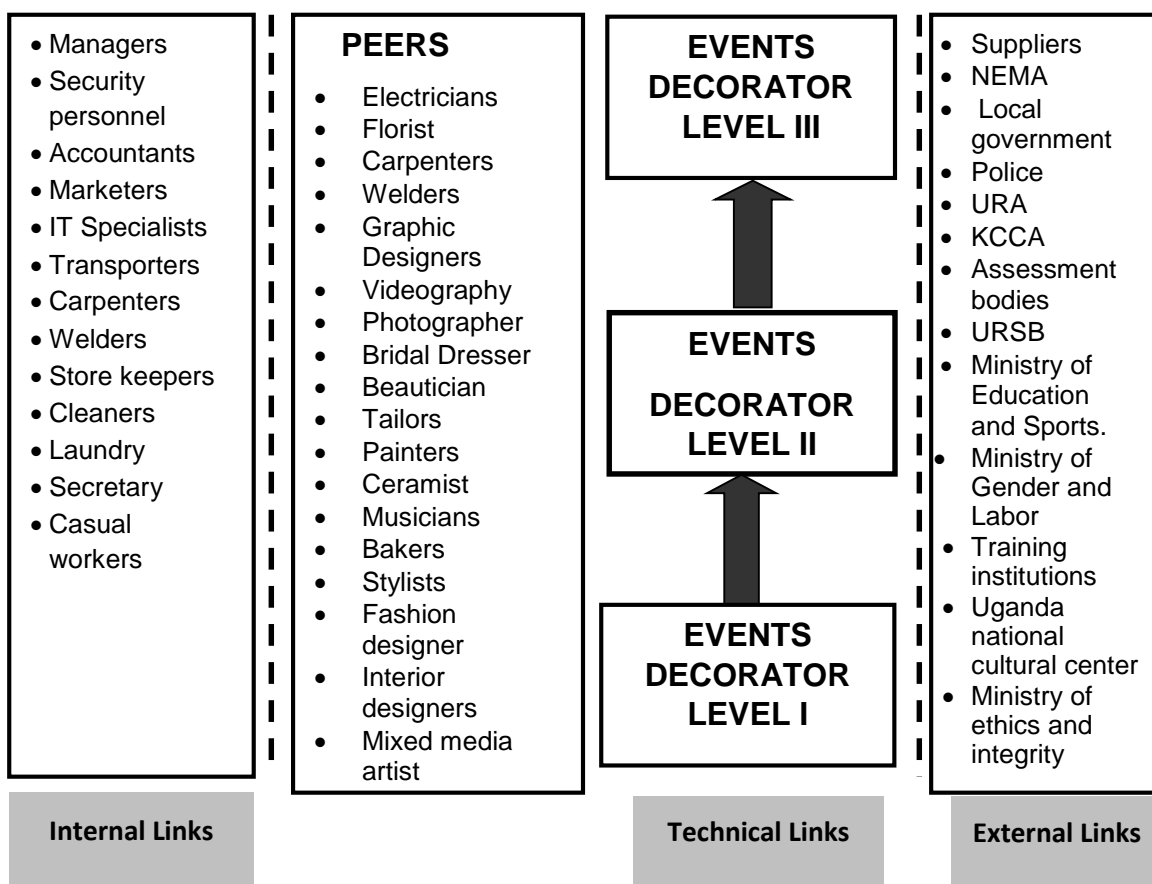 • Managers
• Security
personnel
• Accountants
• Marketers
• IT Specialists
• Transporters
• Carpenters
• Welders
• Store keepers
• Cleaners
• Laundry
• Secretary
• Casual
workers
Internal Links
PEERS
• Electricians
• Florist
• Carpenters
• Welders
• Graphic
Designers
• Videography
• Photographer
• Bridal Dresser
• Beautician
• Tailors
• Painters
• Ceramist
• Musicians
• Bakers
• Stylists
• Fashion
designer
• Interior
designers
• Mixed media
artist
EVENTS
DECORATOR
LEVEL III
EVENTS
DECORATOR
LEVEL II
EVENTS
DECORATOR
LEVEL I
Technical Links
• Suppliers
• NEMA
• Local
government
• Police
• URA
• KCCA
• Assessment
bodies
• URSB
• Ministry of
Education
and Sports.
• Ministry of
Gender and
Labor
• Training
institutions
• Uganda
national
cultural center
• Ministry of
ethics and
integrity
External Links